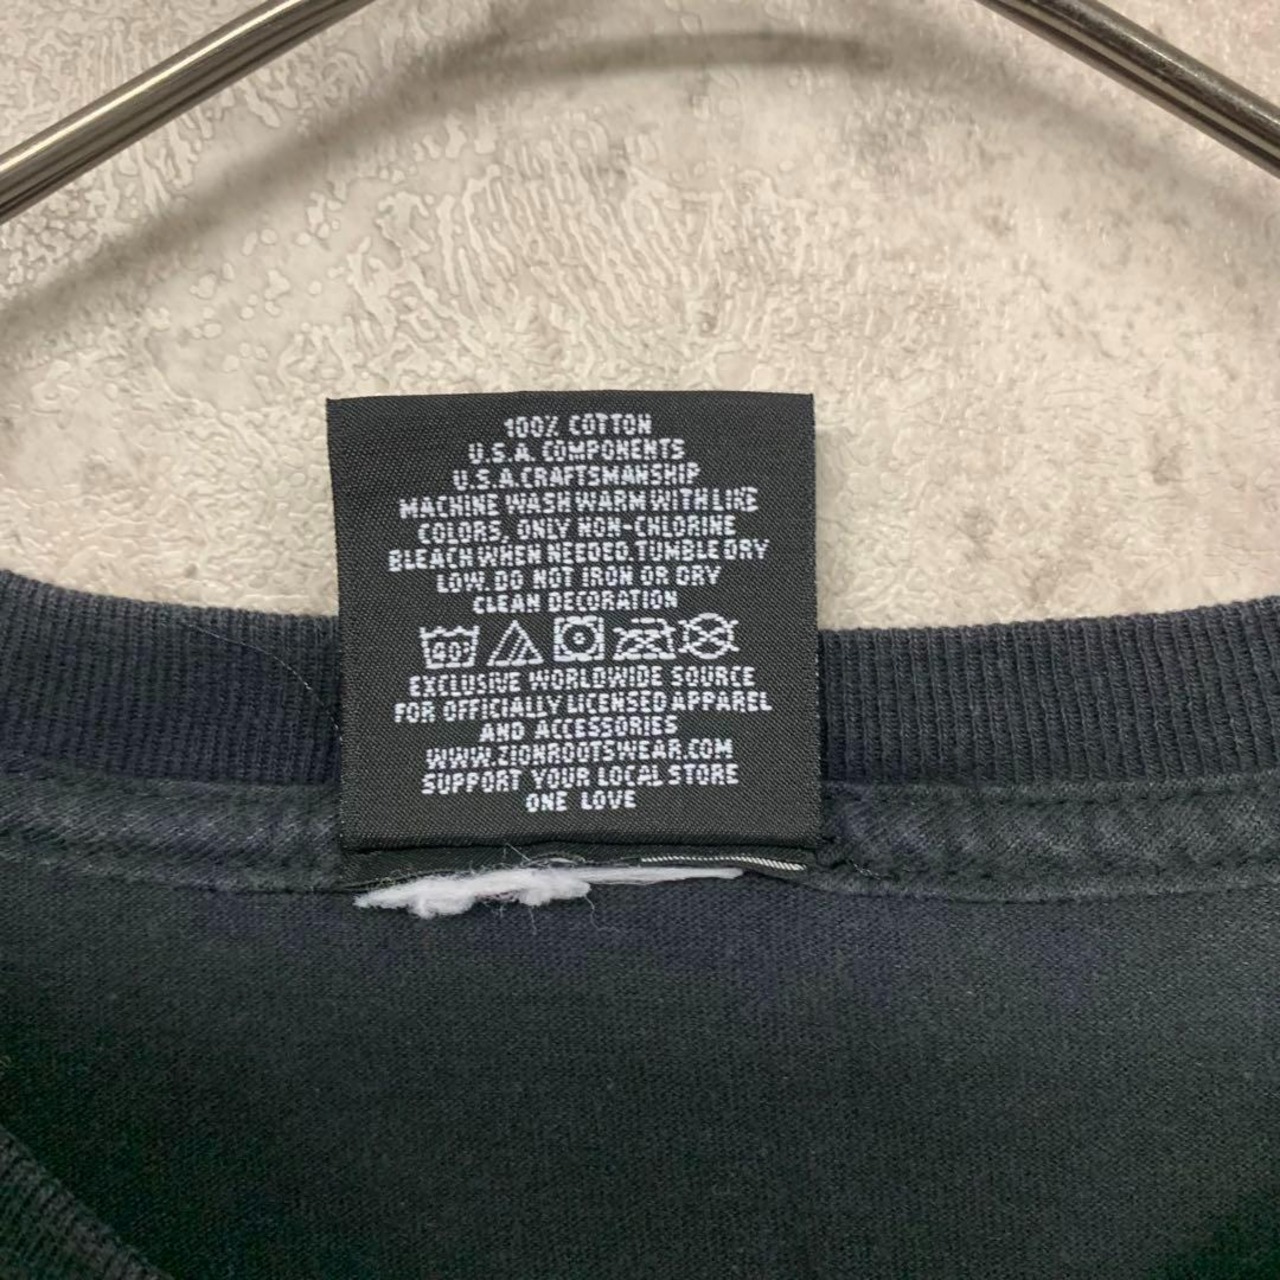 100% COTTON
U.S.A. COMPONENTS
U.S.A.CRAFTSMANSHIP
MACHINE WASH WARM WITH LIKE
COLORS, ONLY NON-CHLORINE
BLEACH WHEN NEEDED. TUMBLE DRY
LOW. DO NOT IRON OR DRY
CLEAN DECORATION
EXCLUSIVE WORLDWIDE SOURCE
FOR OFFICIALLY LICENSED APPAREL
AND ACCESSORIES
WWW.ZIONROOTSWEAR.COM
SUPPORT YOUR LOCAL STORE
ONE LOVE